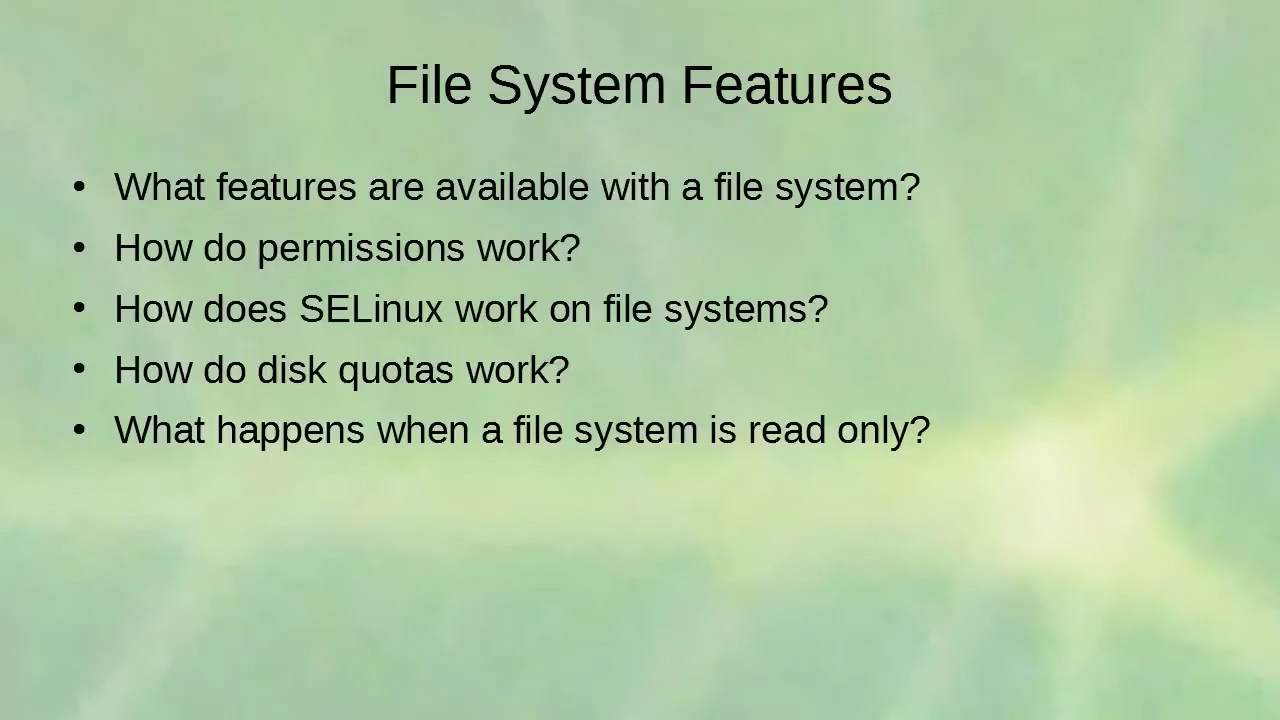 File System Features
• What features are available with a file system?
• How do permissions work?
• How does SELinux work on file systems?
• How do disk quotas work?
• What happens when a file system is read only?